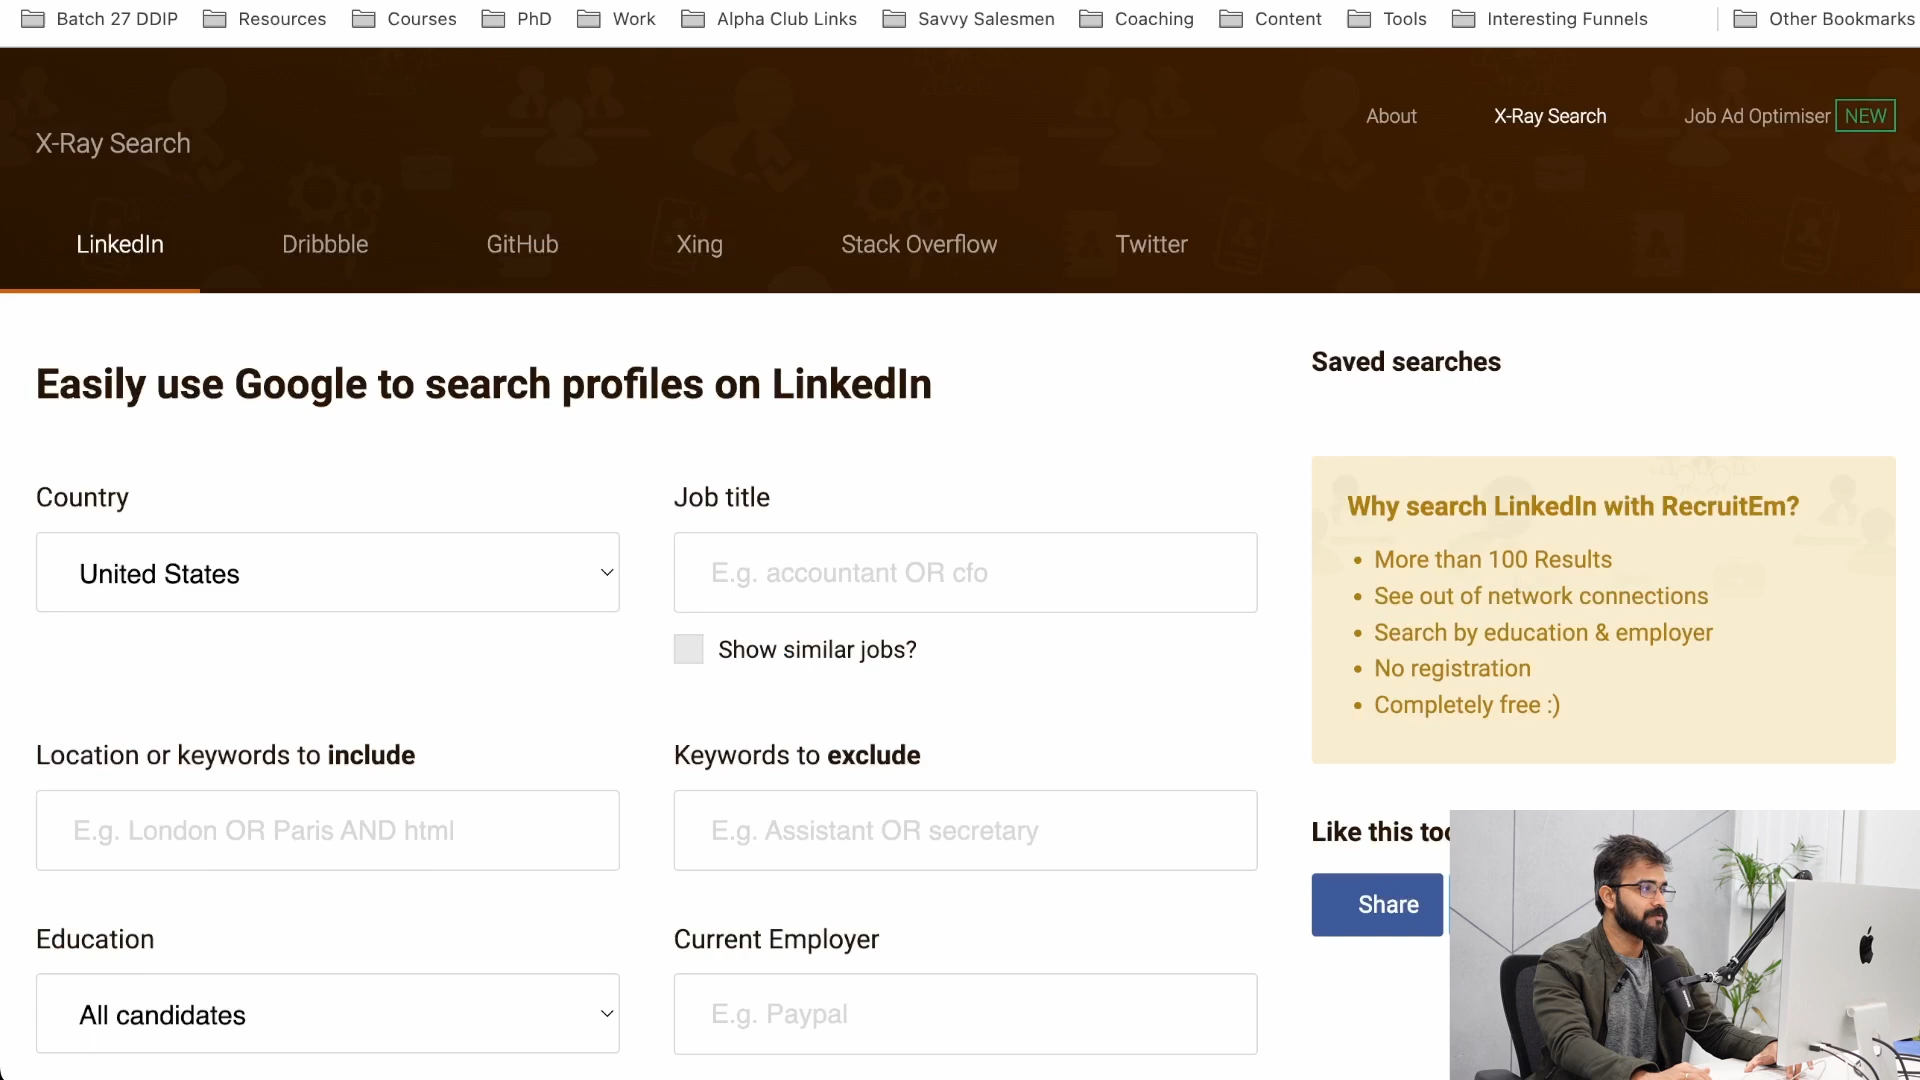 Batch 27 DDIP Resources Courses PhD Work Alpha Club Links Savvy Salesmen Coaching Content Tools Interesting Funnels Other Bookmarks
About X-Ray Search Job Ad Optimiser NEW
X-Ray Search
LinkedIn Dribbble GitHub Xing Stack Overflow Twitter
Easily use Google to search profiles on LinkedIn
Country
United States
Job title
E.g. accountant OR cfo
Show similar jobs?
Location or keywords to include
E.g. London OR Paris AND html
Keywords to exclude
E.g. Assistant OR secretary
Education
All candidates
Current Employer
E.g. Paypal
Saved searches
Why search LinkedIn with RecruitEm?
• More than 100 Results
• See out of network connections
• Search by education & employer
• No registration
• Completely free :)
Like this
Share